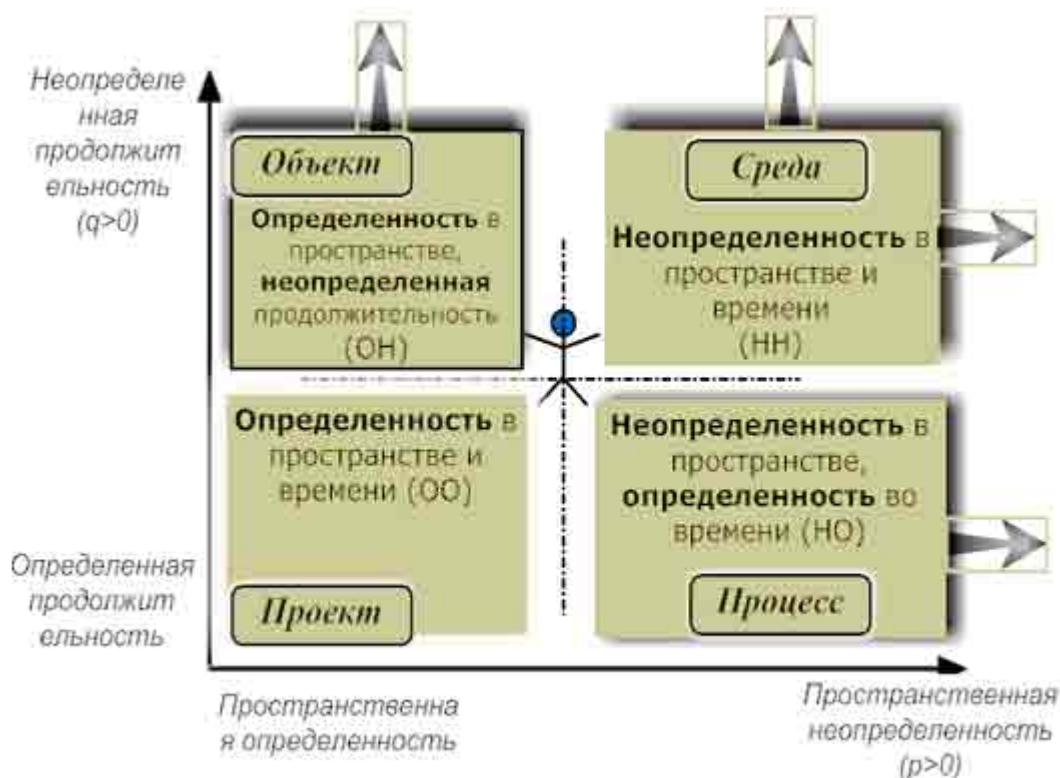 Неопределе
нная
продолжит
ельность
(q>0)
Объект
Определенность в
пространстве,
неопределенная
продолжительность
(ОН)
Среда
Неопределенность в
пространстве и
времени
(НН)
Определенность в
пространстве и
времени (ОО)
Проект
Неопределенность в
пространстве,
определенность во
времени (НО)
Процесс
Определенная
продолжит
ельность
Пространственна
я определенность
Пространственная
неопределенность
(p>0)